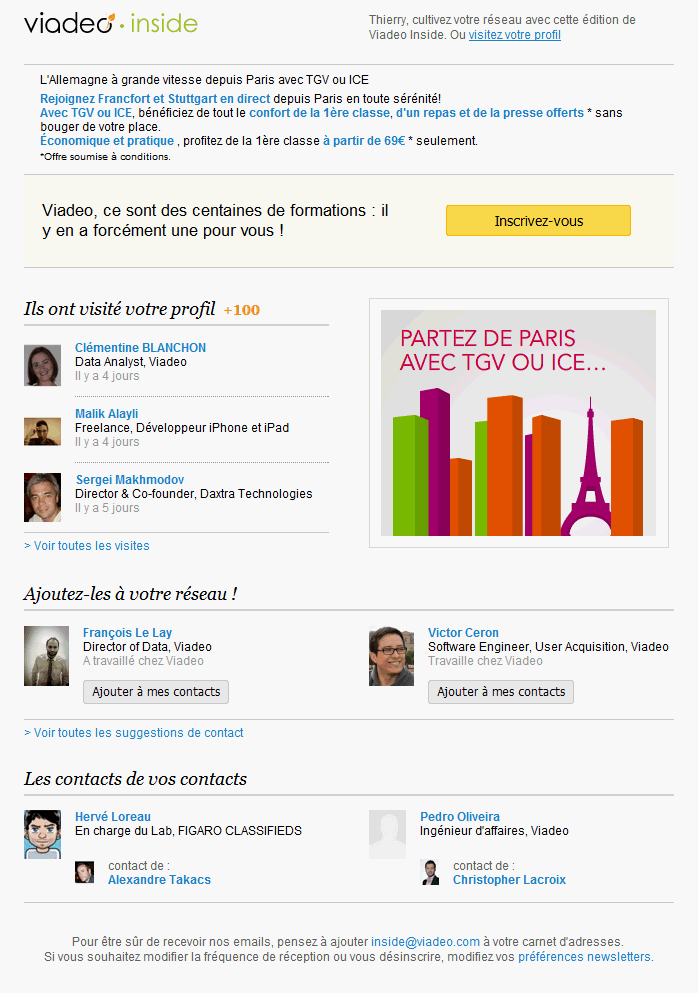 viadeo · inside
Thierry, cultivez votre réseau avec cette édition de
Viadeo Inside. Ou visitez votre profil
L'Allemagne à grande vitesse depuis Paris avec TGV ou ICE
Rejoignez Francfort et Stuttgart en direct depuis Paris en toute sérénité!
Avec TGV ou ICE, bénéficiez de tout le confort de la 1ère classe, d'un repas et de la presse offerts * sans
bouger de votre place.
Économique et pratique , profitez de la 1ère classe à partir de 69€ * seulement.
*Offre soumise à conditions.
Viadeo, ce sont des centaines de formations : il
y en a forcément une pour vous !
Inscrivez-vous
Ils ont visité votre profil +100
Clémentine BLANCHON
Data Analyst, Viadeo
Il y a 4 jours
Malik Alayli
Freelance, Développeur iPhone et iPad
Il y a 4 jours
Sergei Makhmodov
Director & Co-founder, Daxtra Technologies
Il y a 5 jours
> Voir toutes les visites
PARTEZ DE PARIS
AVEC TGV OU ICE...
Ajoutez-les à votre réseau !
François Le Lay
Director of Data, Viadeo
A travaillé chez Viadeo
Ajouter à mes contacts
Victor Ceron
Software Engineer, User Acquisition, Viadeo
Travaille chez Viadeo
Ajouter à mes contacts
> Voir toutes les suggestions de contact
Les contacts de vos contacts
Hervé Loreau
En charge du Lab, FIGARO CLASSIFIEDS
contact de :
Alexandre Takacs
Pedro Oliveira
Ingénieur d'affaires, Viadeo
contact de :
Christopher Lacroix
Pour être sûr de recevoir nos emails, pensez à ajouter inside@viadeo.com à votre carnet d'adresses.
Si vous souhaitez modifier la fréquence de réception ou vous désinscrire, modifiez vos préférences newsletters.